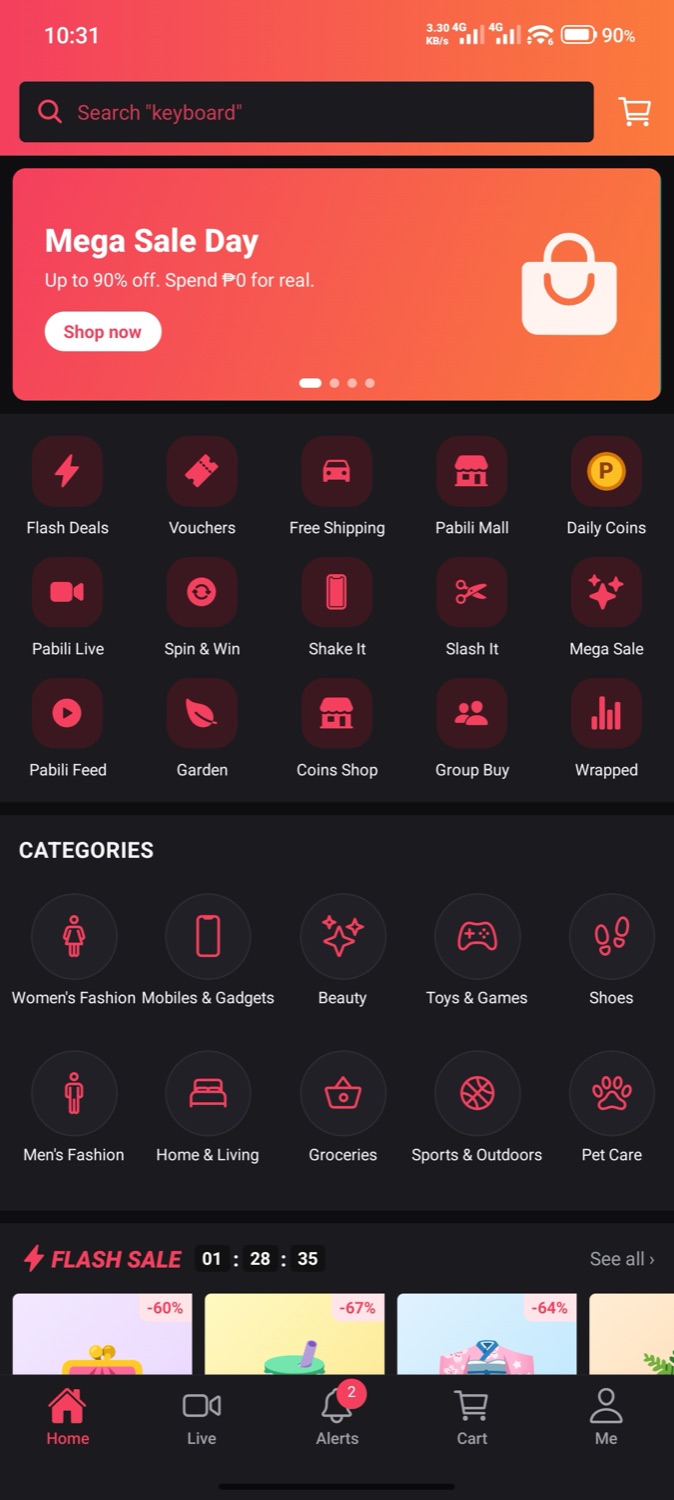 10:31
3.30 KB/s 4G 4G 6 90%
Search "keyboard"
Mega Sale Day
Up to 90% off. Spend ₱0 for real.
Shop now
P
Flash Deals Vouchers Free Shipping Pabili Mall Daily Coins
Pabili Live Spin & Win Shake It Slash It Mega Sale
Pabili Feed Garden Coins Shop Group Buy Wrapped
CATEGORIES
Women's Fashion Mobiles & Gadgets Beauty Toys & Games Shoes
Men's Fashion Home & Living Groceries Sports & Outdoors Pet Care
FLASH SALE 01 : 28 : 35 See all ›
-60% -67% -64%
2
Home Live Alerts Cart Me